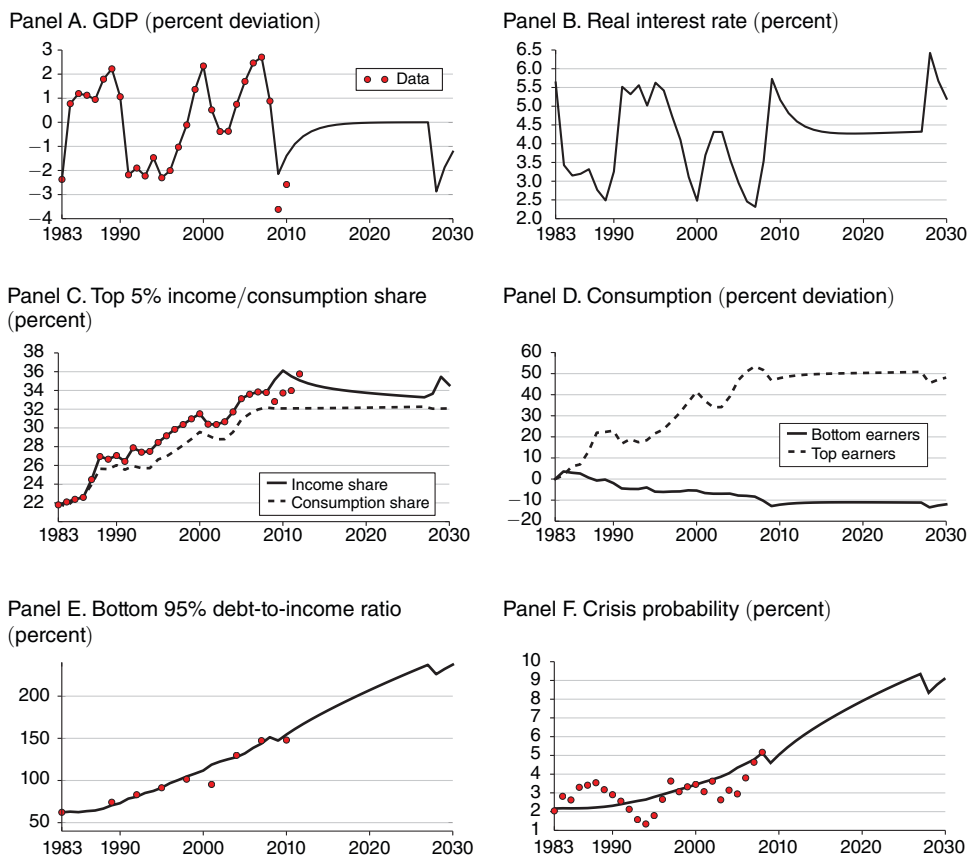 Panel A. GDP (percent deviation)
3
2
1
0
−1
−2
−3
−4
Data
1983 1990 2000 2010 2020 2030
Panel B. Real interest rate (percent)
6.5
6.0
5.5
5.0
4.5
4.0
3.5
3.0
2.5
2.0
1983 1990 2000 2010 2020 2030
Panel C. Top 5% income/consumption share
(percent)
38
36
34
32
30
28
26
24
22
Income share
Consumption share
1983 1990 2000 2010 2020 2030
Panel D. Consumption (percent deviation)
60
50
40
30
20
10
0
−10
−20
Bottom earners
Top earners
1983 1990 2000 2010 2020 2030
Panel E. Bottom 95% debt-to-income ratio
(percent)
200
150
100
50
1983 1990 2000 2010 2020 2030
Panel F. Crisis probability (percent)
10
9
8
7
6
5
4
3
2
1
1983 1990 2000 2010 2020 2030